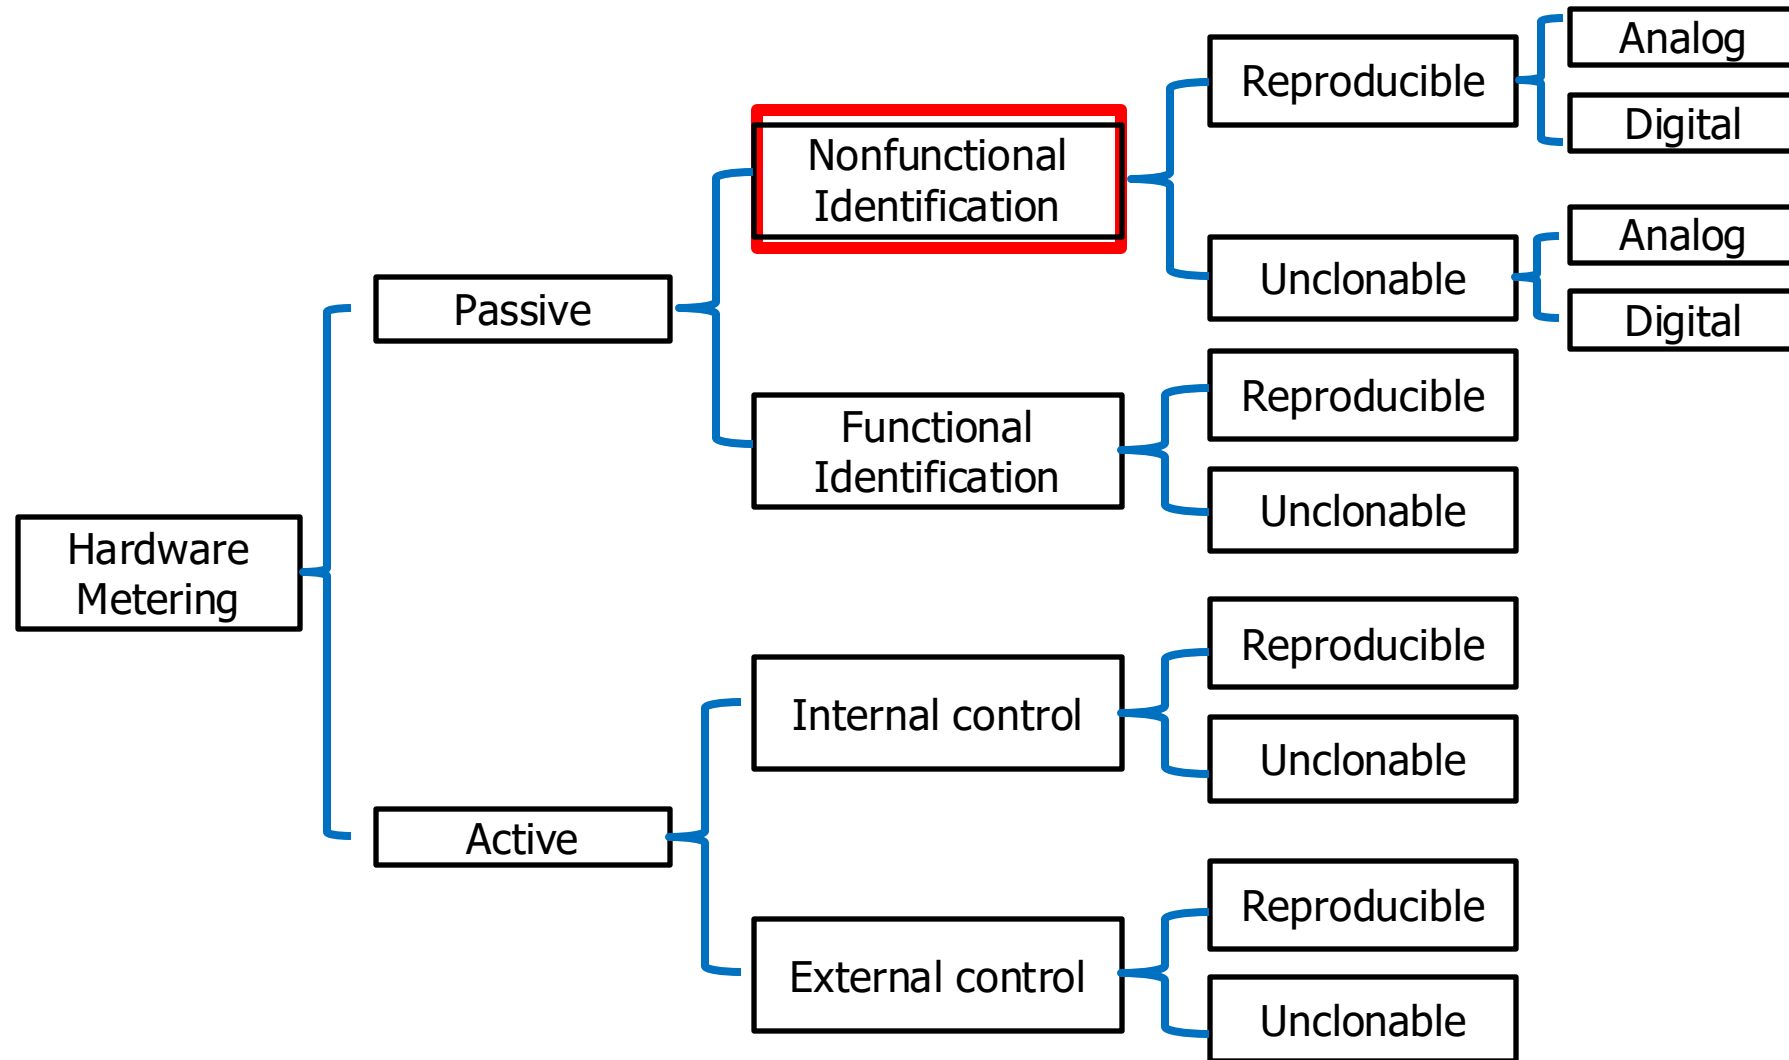 Hardware
Metering
Passive
Nonfunctional
Identification
Reproducible
Analog
Digital
Unclonable
Analog
Digital
Functional
Identification
Reproducible
Unclonable
Active
Internal control
Reproducible
Unclonable
External control
Reproducible
Unclonable